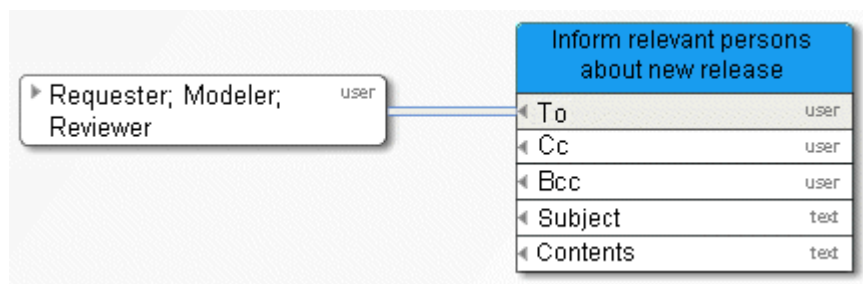 Requester; Modeler; user
Reviewer
Inform relevant persons
about new release
To user
Cc user
Bcc user
Subject text
Contents text